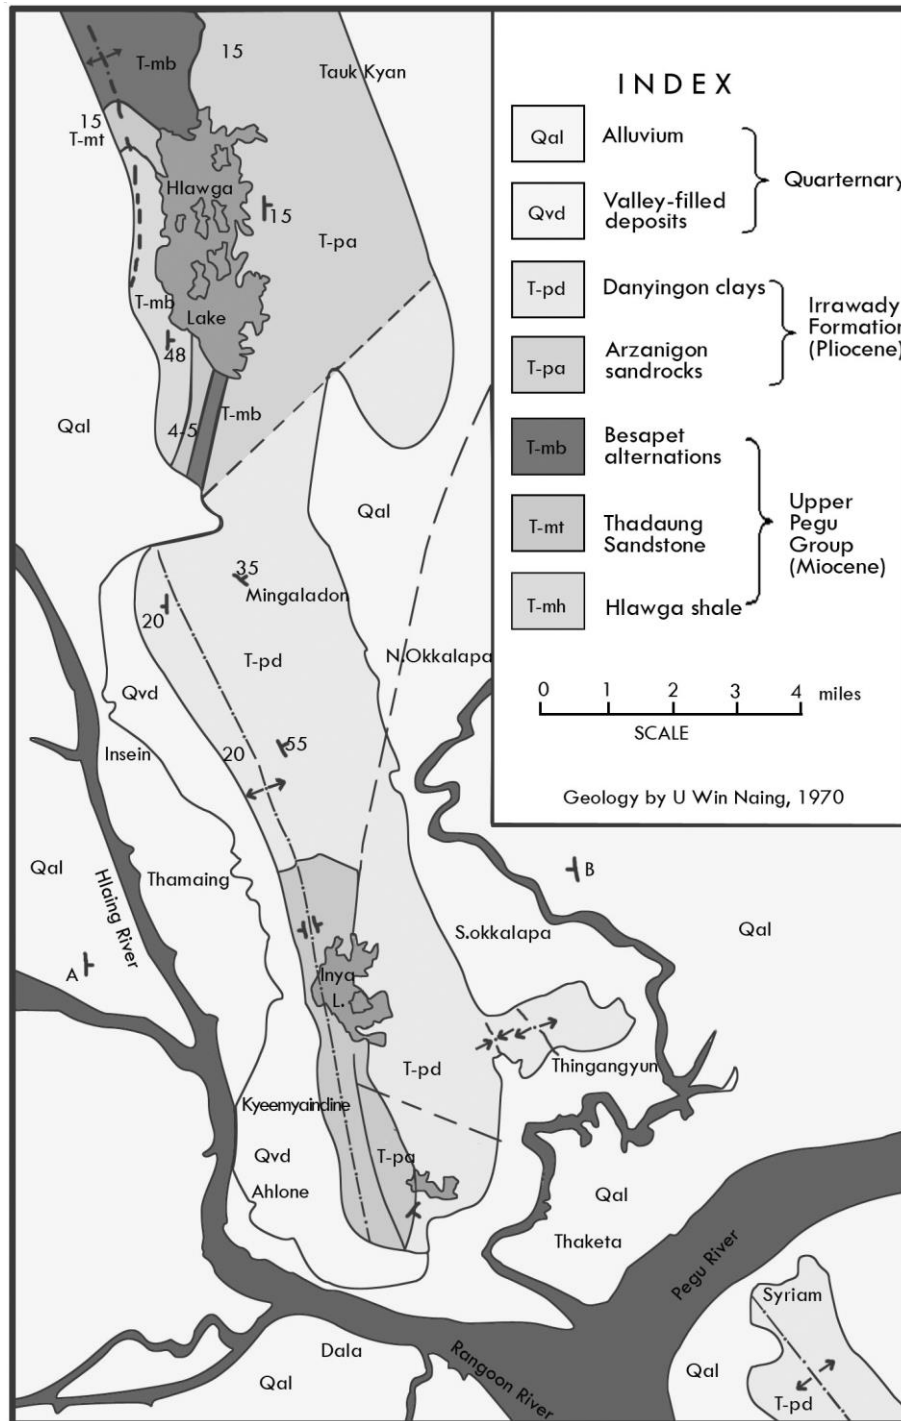 T-mb
15
Tauk Kyan
15
T-mt
Hlawga
15
T-pa
T-mb
Lake
48
T-mb
4-5
Qal
Qal
35
Mingaladon
20
T-pd
N.Okkalapa
Qvd
Insein
20
55
Qal
Thamaing
Hlaing River
B
S.okkalapa
Qal
A
Inya
L.
T-pd
Thingangyun
Kyeemyaindine
Qvd
T-pa
Ahlone
Qal
Thaketa
Pegu River
Syriam
Dala
Qal
Rangoon River
Qal
T-pd
INDEX
Qal Alluvium
Quarternary
Qvd Valley-filled
deposits
T-pd Danyingon clays
Irrawady
Formation
(Pliocene)
T-pa Arzanigon
sandrocks
T-mb Besapet
alternations
Upper
Pegu
Group
(Miocene)
T-mt Thadaung
Sandstone
T-mh Hlawga shale
0 1 2 3 4 miles
SCALE
Geology by U Win Naing, 1970